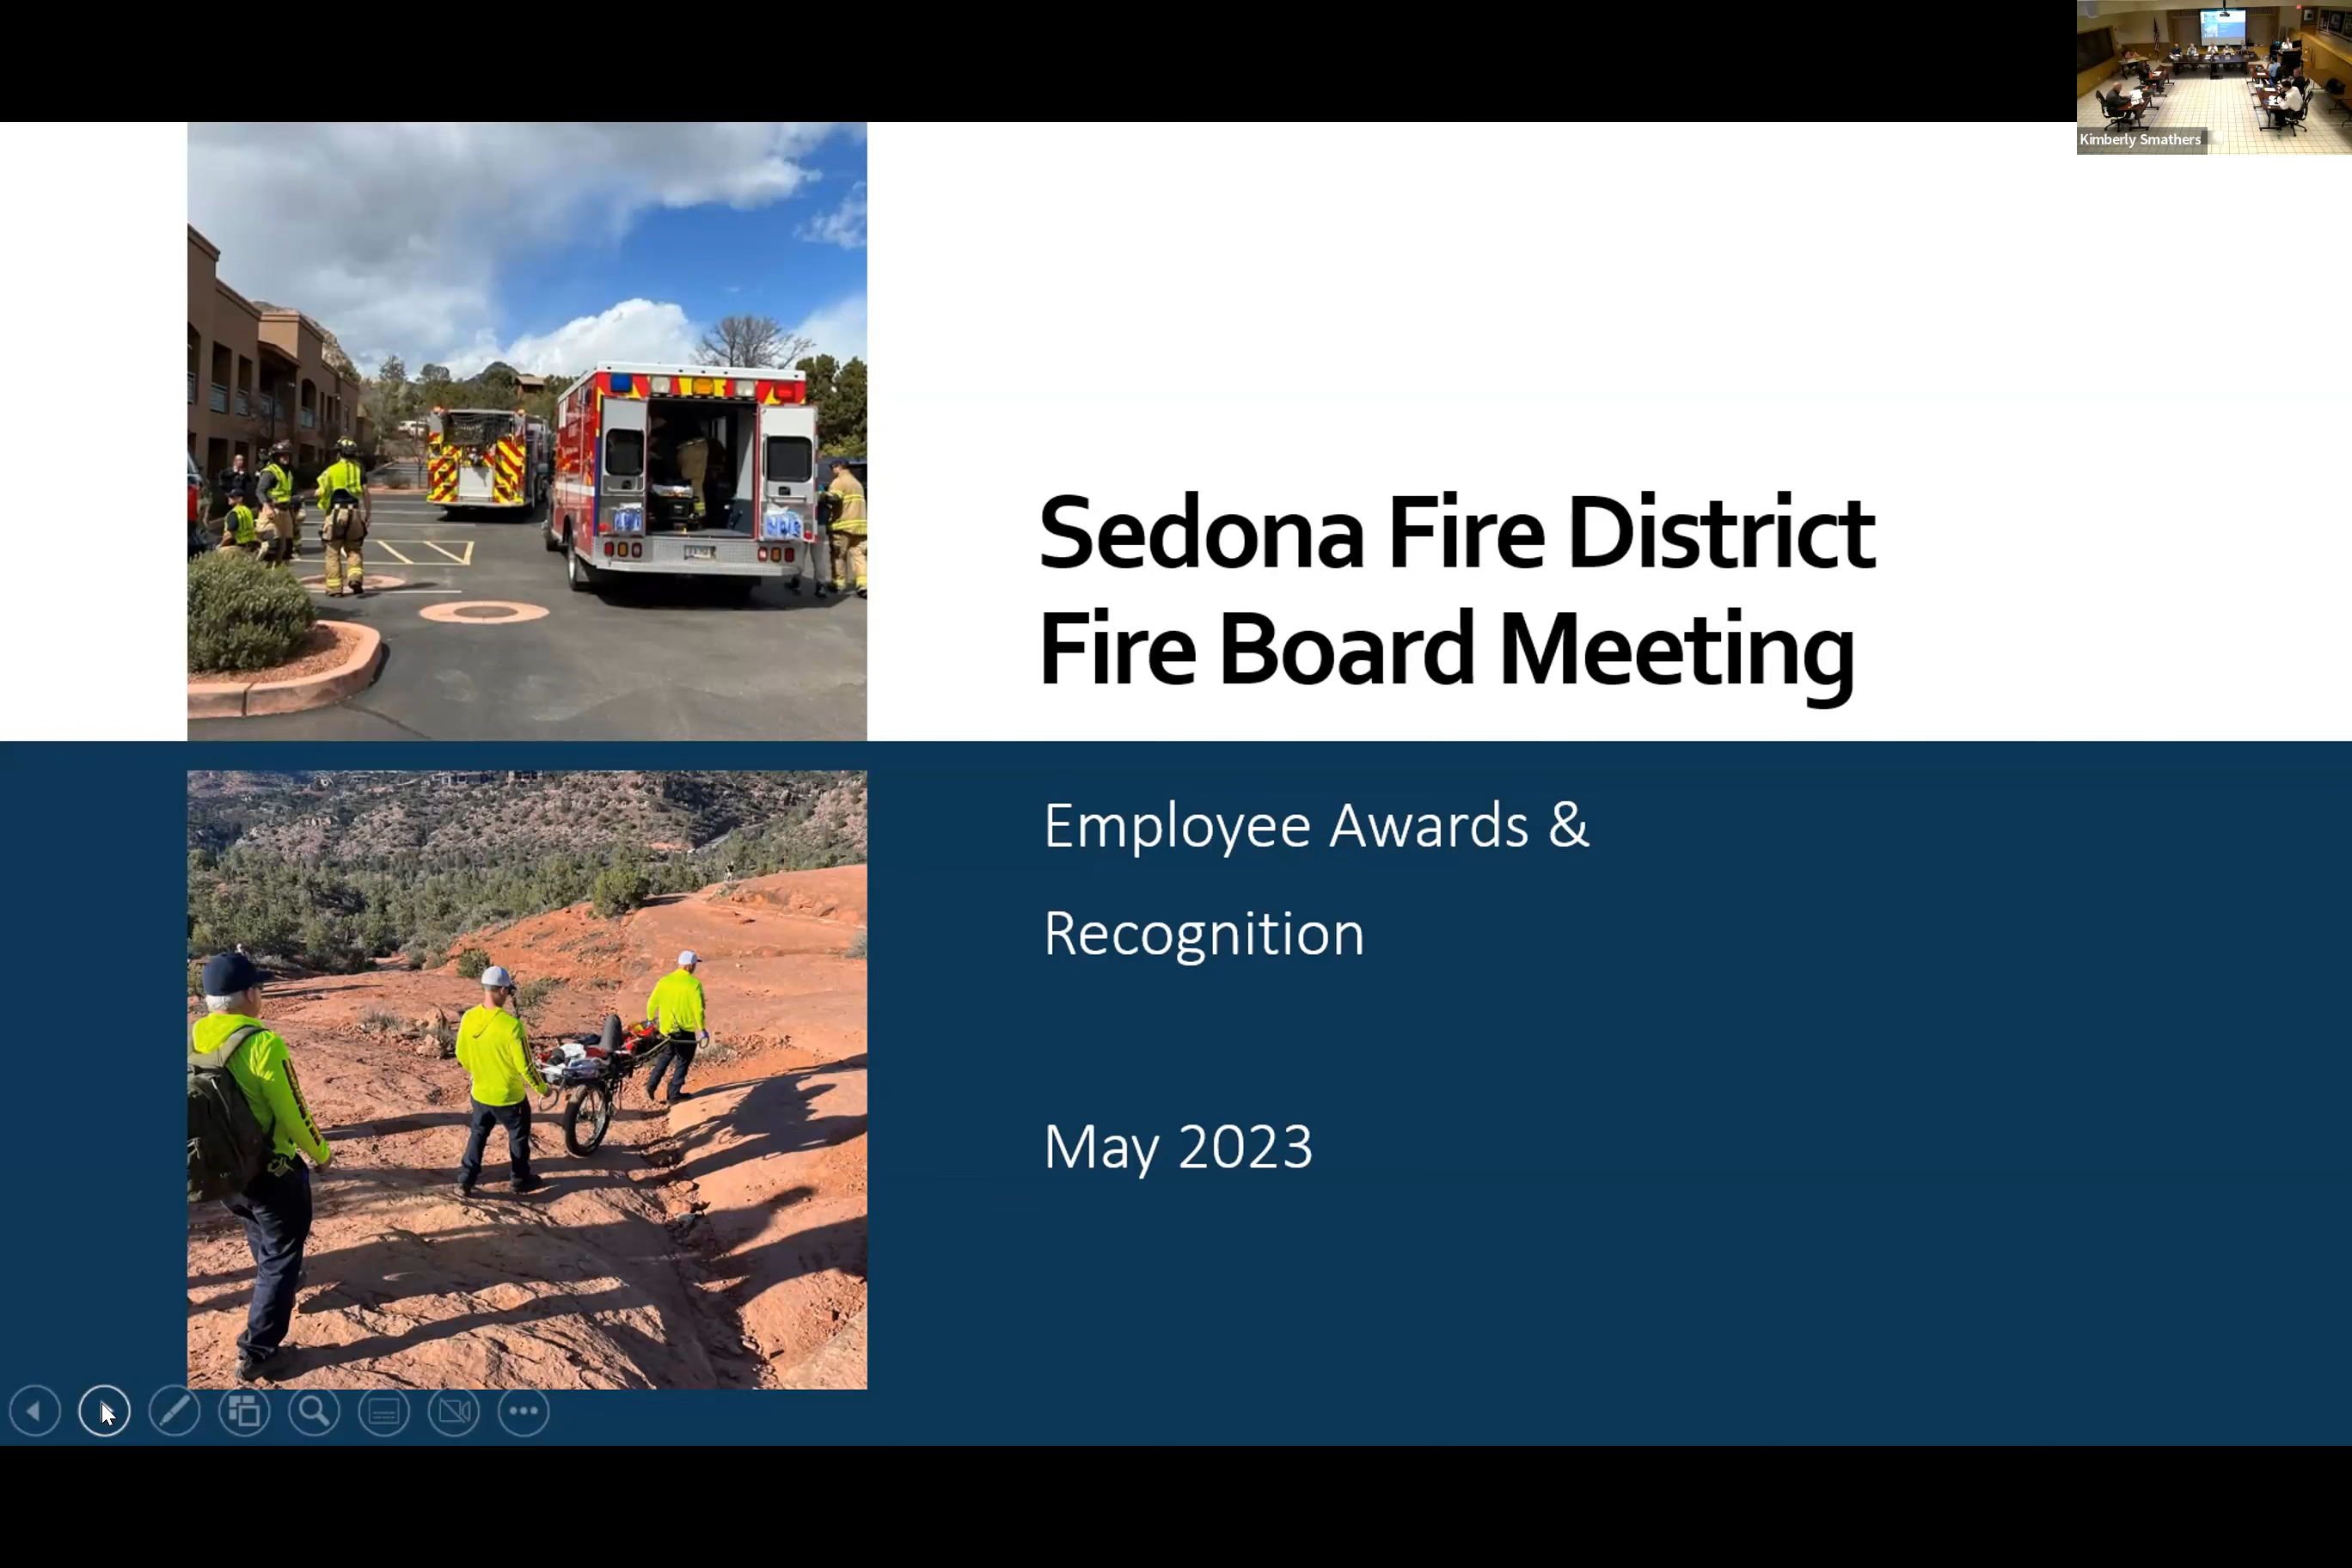 Kimberly Smathers
Sedona Fire District
Fire Board Meeting
Employee Awards &
Recognition
May 2023